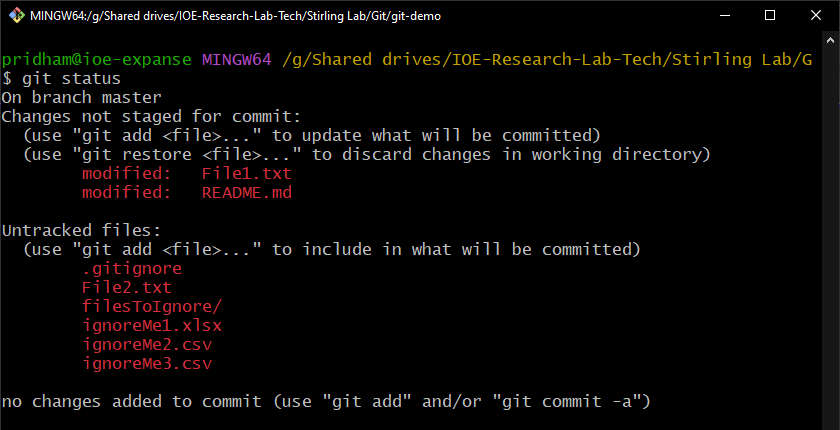 MINGW64:/g/Shared drives/IOE-Research-Lab-Tech/Stirling Lab/Git/git-demo
pridham@ioe-expanse MINGW64 /g/Shared drives/IOE-Research-Lab-Tech/Stirling Lab/G
$ git status
On branch master
Changes not staged for commit:
  (use "git add <file>..." to update what will be committed)
  (use "git restore <file>..." to discard changes in working directory)
        modified:   File1.txt
        modified:   README.md
Untracked files:
  (use "git add <file>..." to include in what will be committed)
        .gitignore
        File2.txt
        filesToIgnore/
        ignoreMe1.xlsx
        ignoreMe2.csv
        ignoreMe3.csv
no changes added to commit (use "git add" and/or "git commit -a")